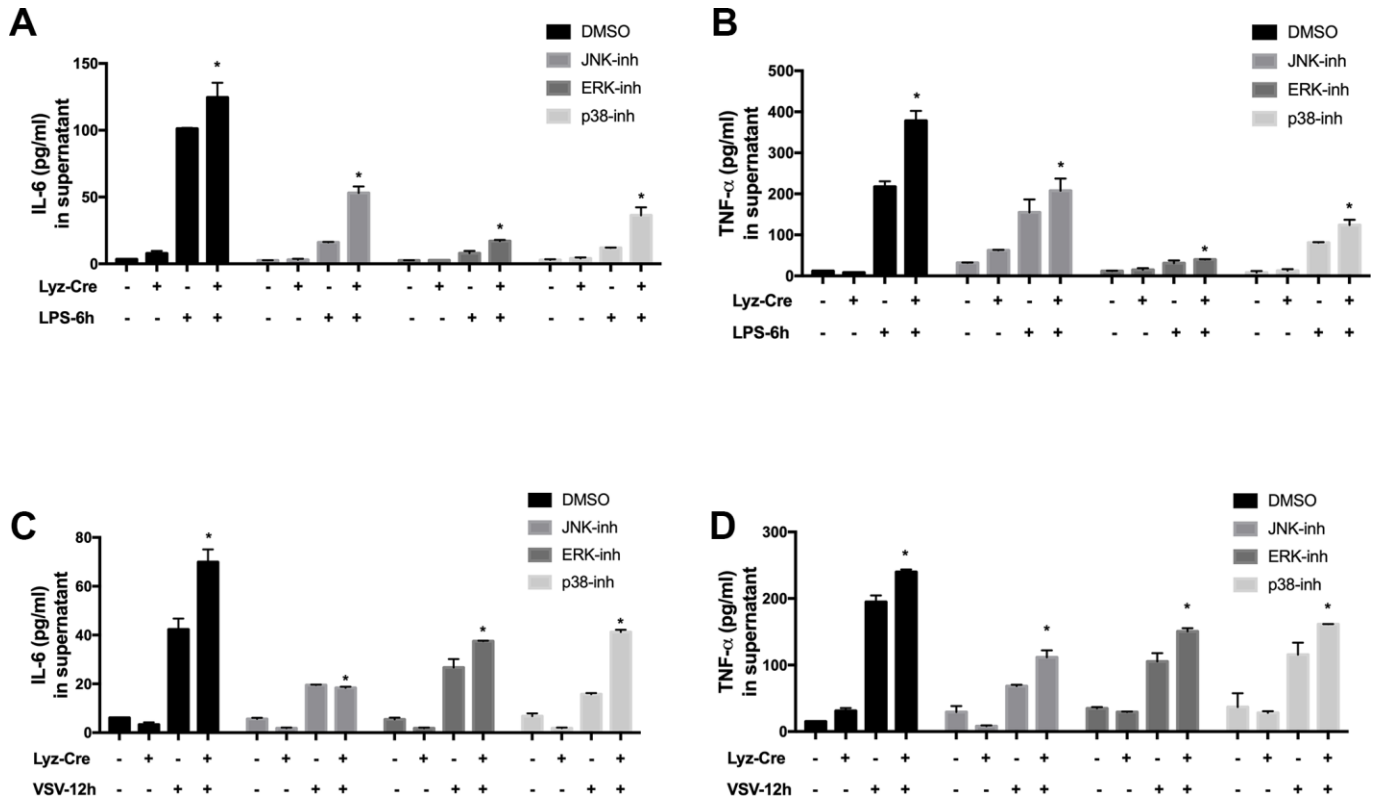 A
DMSO
JNK-inh
ERK-inh
p38-inh
IL-6 (pg/ml)
in supernatant
150
100
50
0
* * * *
Lyz-Cre - + - + - + - + - + - + - + - +
LPS-6h - - + + - - + + - - + + - - + +
B
DMSO
JNK-inh
ERK-inh
p38-inh
TNF-α (pg/ml)
in supernatant
500
400
300
200
100
0
* * * *
Lyz-Cre - + - + - + - + - + - + - + - +
LPS-6h - - + + - - + + - - + + - - + +
C
DMSO
JNK-inh
ERK-inh
p38-inh
IL-6 (pg/ml)
in supernatant
80
60
40
20
0
* * * *
Lyz-Cre - + - + - + - + - + - + - + - +
VSV-12h - - + + - - + + - - + + - - + +
D
DMSO
JNK-inh
ERK-inh
p38-inh
TNF-α (pg/ml)
in supernatant
300
200
100
0
* * * *
Lyz-Cre - + - + - + - + - + - + - + - +
VSV-12h - - + + - - + + - - + + - - + +